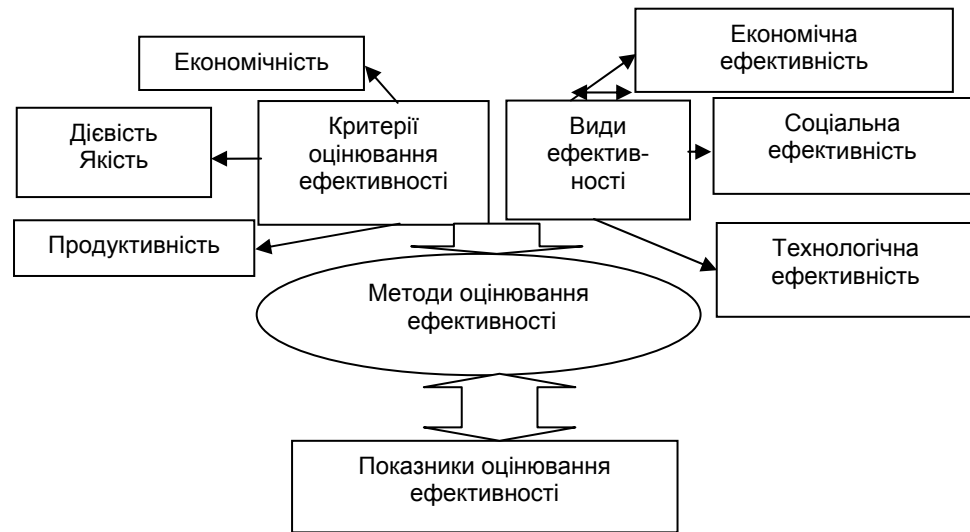 Економічність
Економічна
ефективність
Дієвість
Якість
Критерії
оцінювання
ефективності
Види
ефектив-
ності
Соціальна
ефективність
Продуктивність
Технологічна
ефективність
Методи оцінювання
ефективності
Показники оцінювання
ефективності